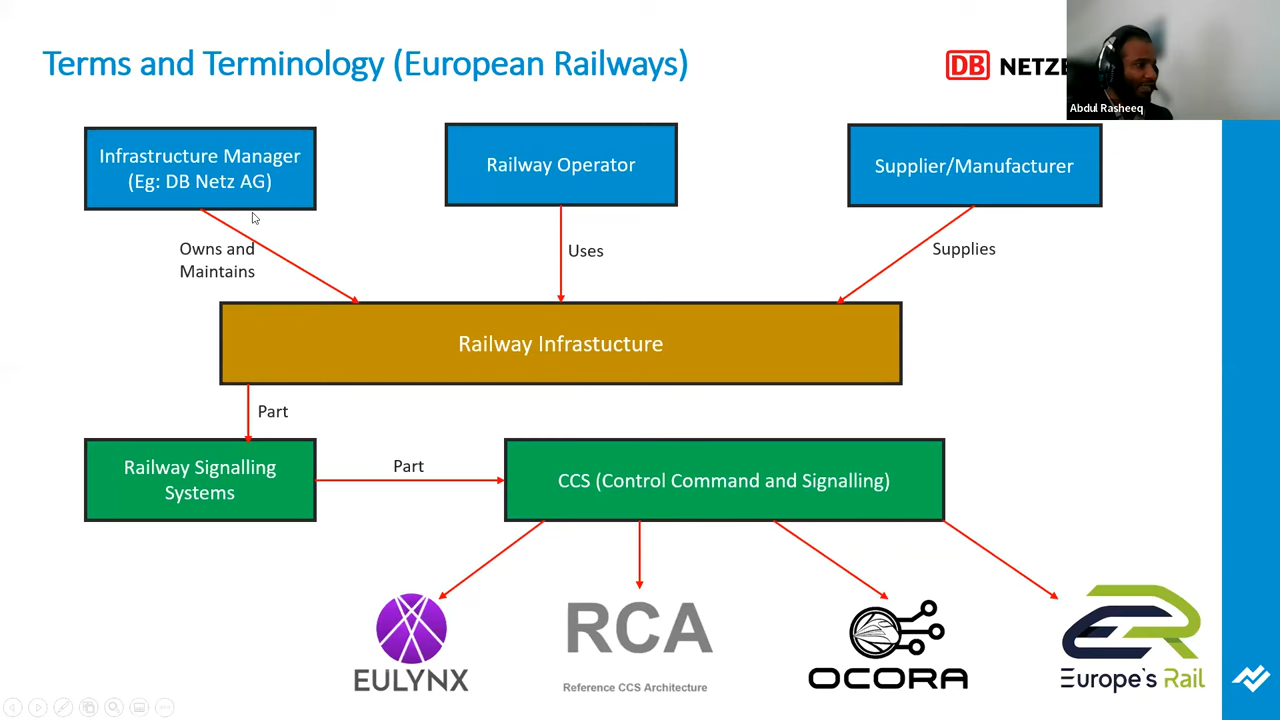 Terms and Terminology (European Railways)
DB NETZE
Abdul Rasheeq
Infrastructure Manager
(Eg: DB Netz AG)
Railway Operator
Supplier/Manufacturer
Owns and
Maintains
Uses
Supplies
Railway Infrastucture
Part
Railway Signalling
Systems
Part
CCS (Control Command and Signalling)
EULYNX
RCA
Reference CCS Architecture
OCORA
ER
Europe's Rail